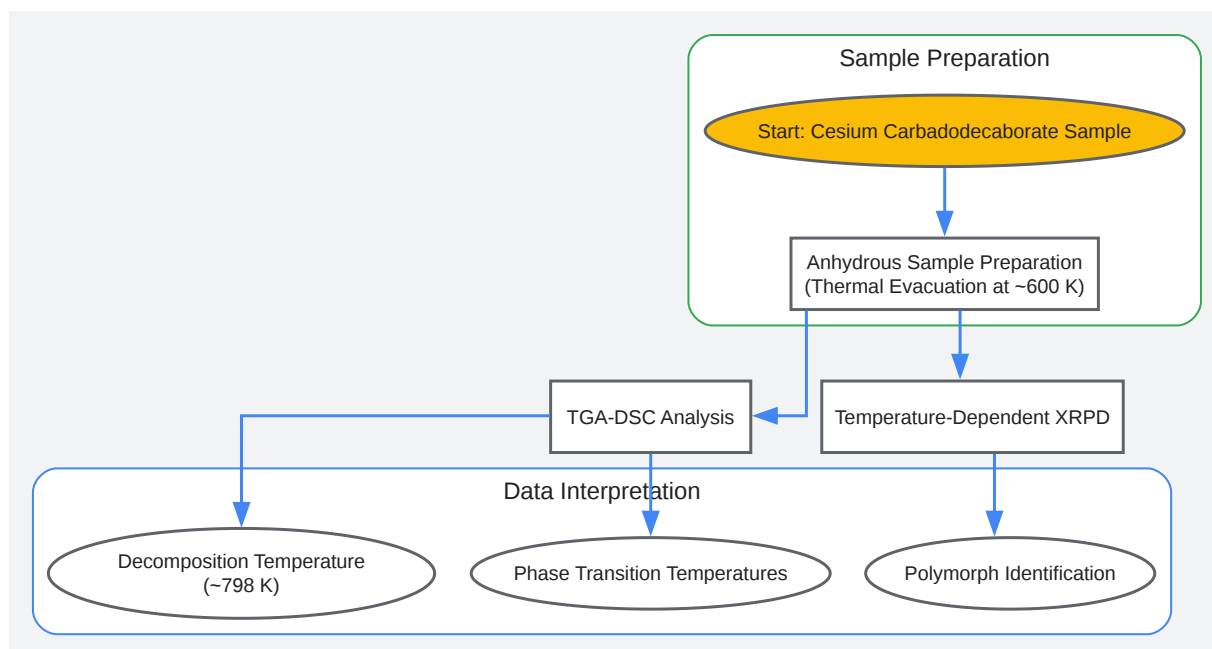 Sample Preparation
Start: Cesium Carbadodecaborate Sample
Anhydrous Sample Preparation
(Thermal Evacuation at ~600 K)
TGA-DSC Analysis
Temperature-Dependent XRPD
Data Interpretation
Decomposition Temperature
(~798 K)
Phase Transition Temperatures
Polymorph Identification